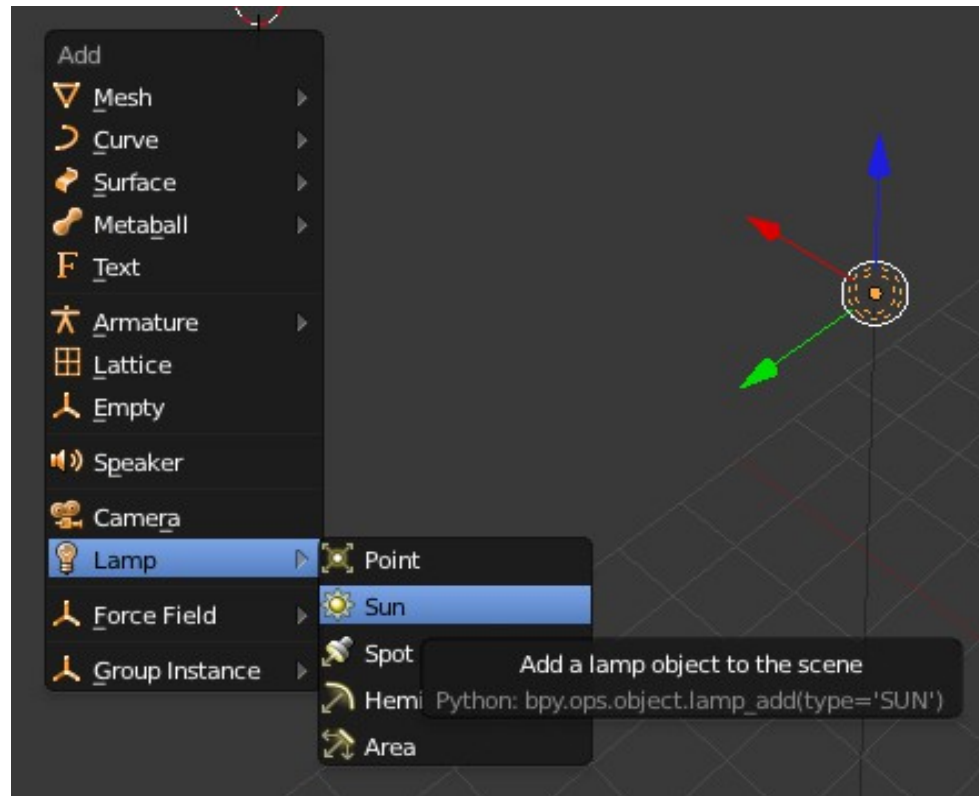 Add
Mesh
Curve
Surface
Metaball
Text
Armature
Lattice
Empty
Speaker
Camera
Lamp
Force Field
Group Instance
Point
Sun
Spot
Hemi
Area
Add a lamp object to the scene
Python: bpy.ops.object.lamp_add(type='SUN')